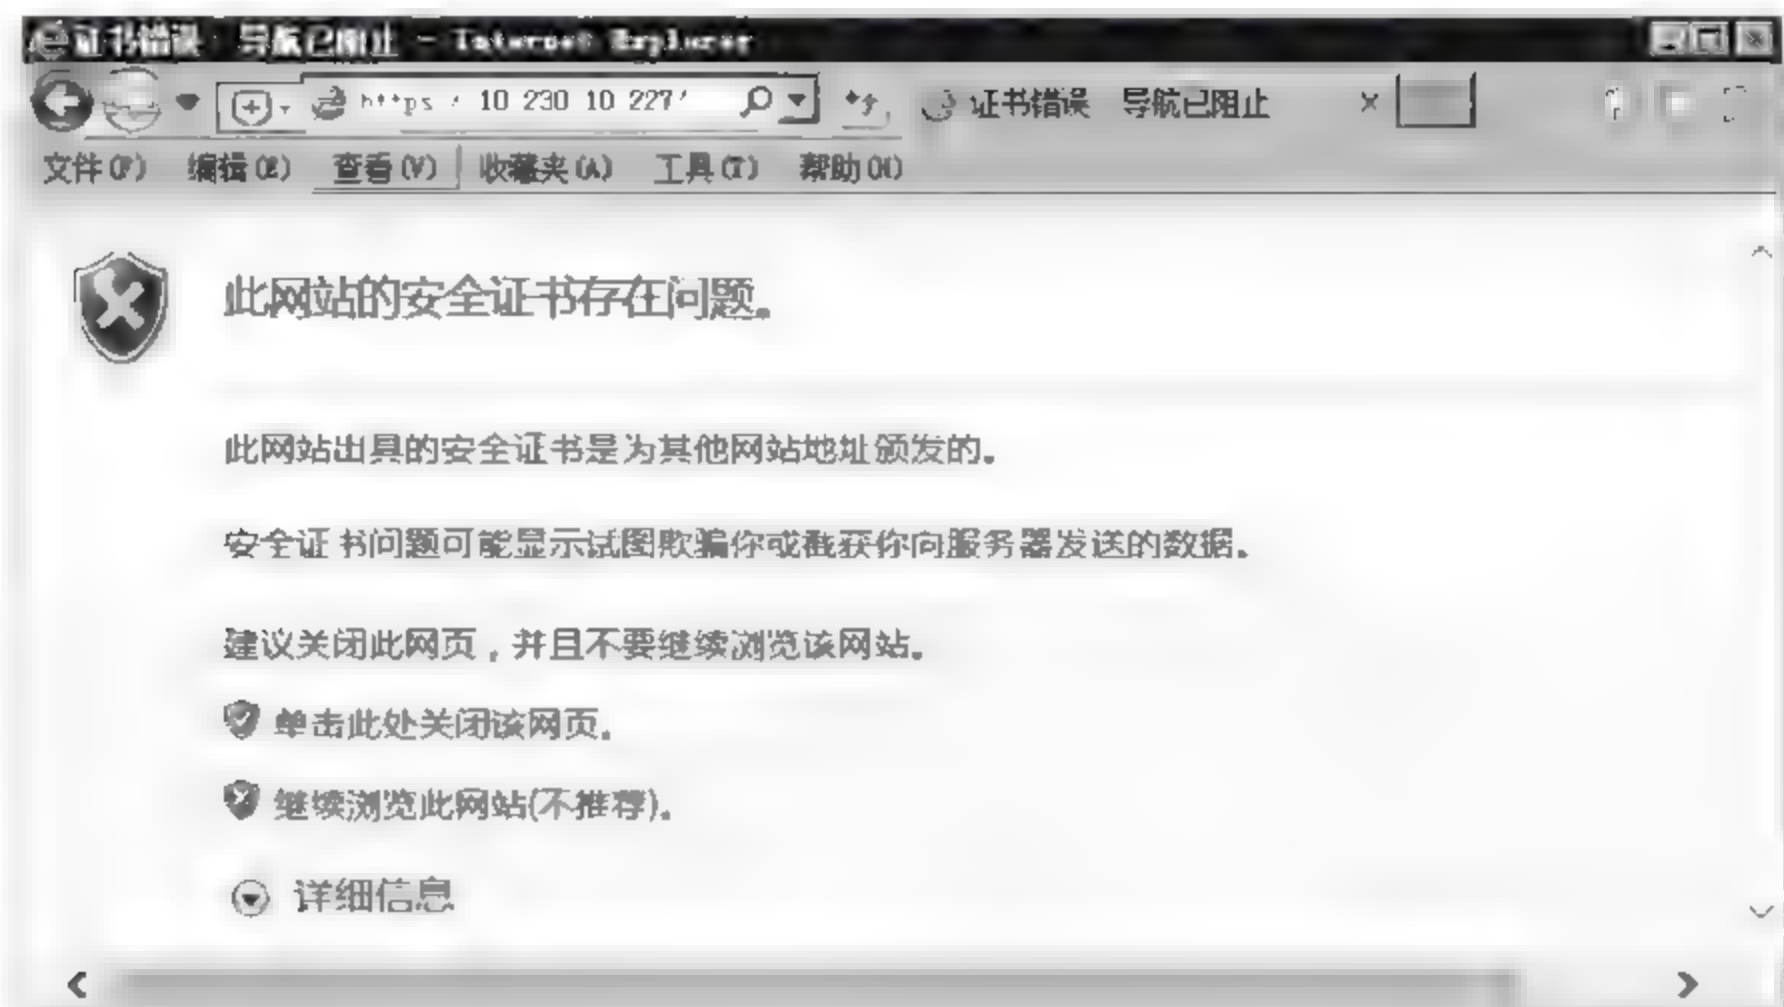 证书错误 导航已阻止 - Internet Explorer
https://10.230.10.227/ 证书错误 导航已阻止
文件(F) 编辑(E) 查看(V) 收藏夹(A) 工具(T) 帮助(H)
此网站的安全证书存在问题。
此网站出具的安全证书是为其他网站地址颁发的。
安全证书问题可能显示试图欺骗你或截获你向服务器发送的数据。
建议关闭此网页，并且不要继续浏览该网站。
单击此处关闭该网页。
继续浏览此网站(不推荐)。
详细信息